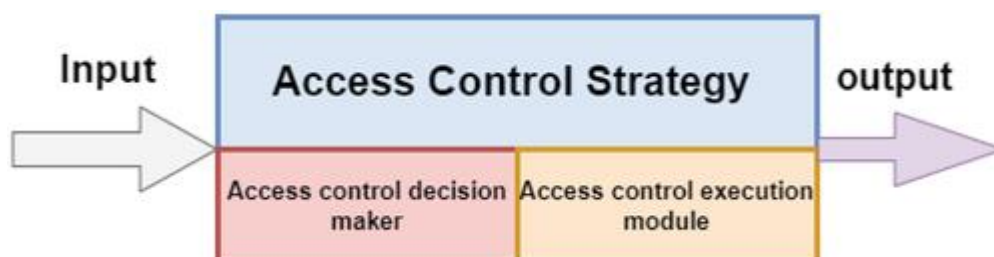 Input
Access Control Strategy
output
Access control decision
maker
Access control execution
module